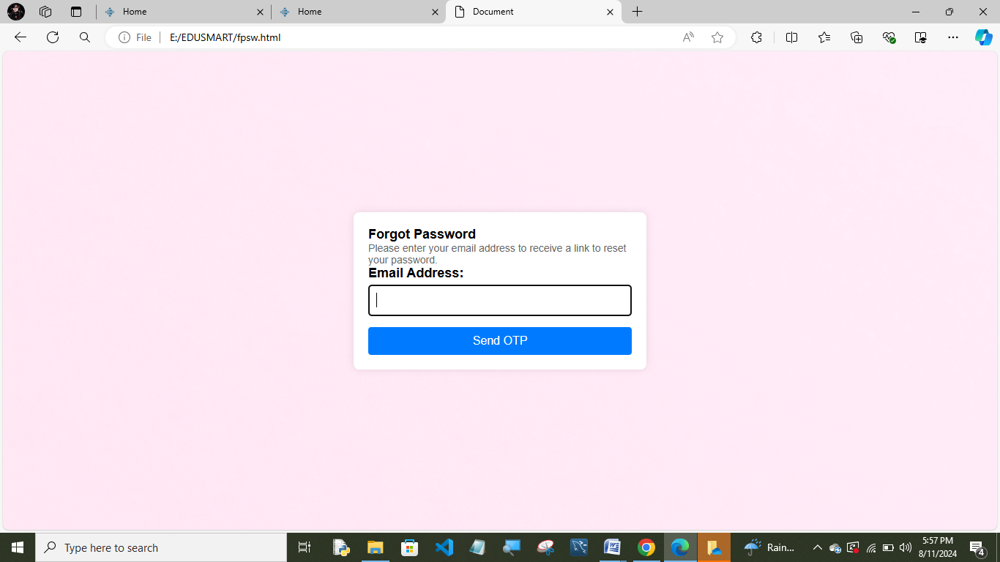 Home
Home
Document
File
E:/EDUSMART/fpsw.html
Forgot Password
Please enter your email address to receive a link to reset
your password.
Email Address:
Send OTP
Type here to search
Rain...
5:57 PM
8/11/2024
4